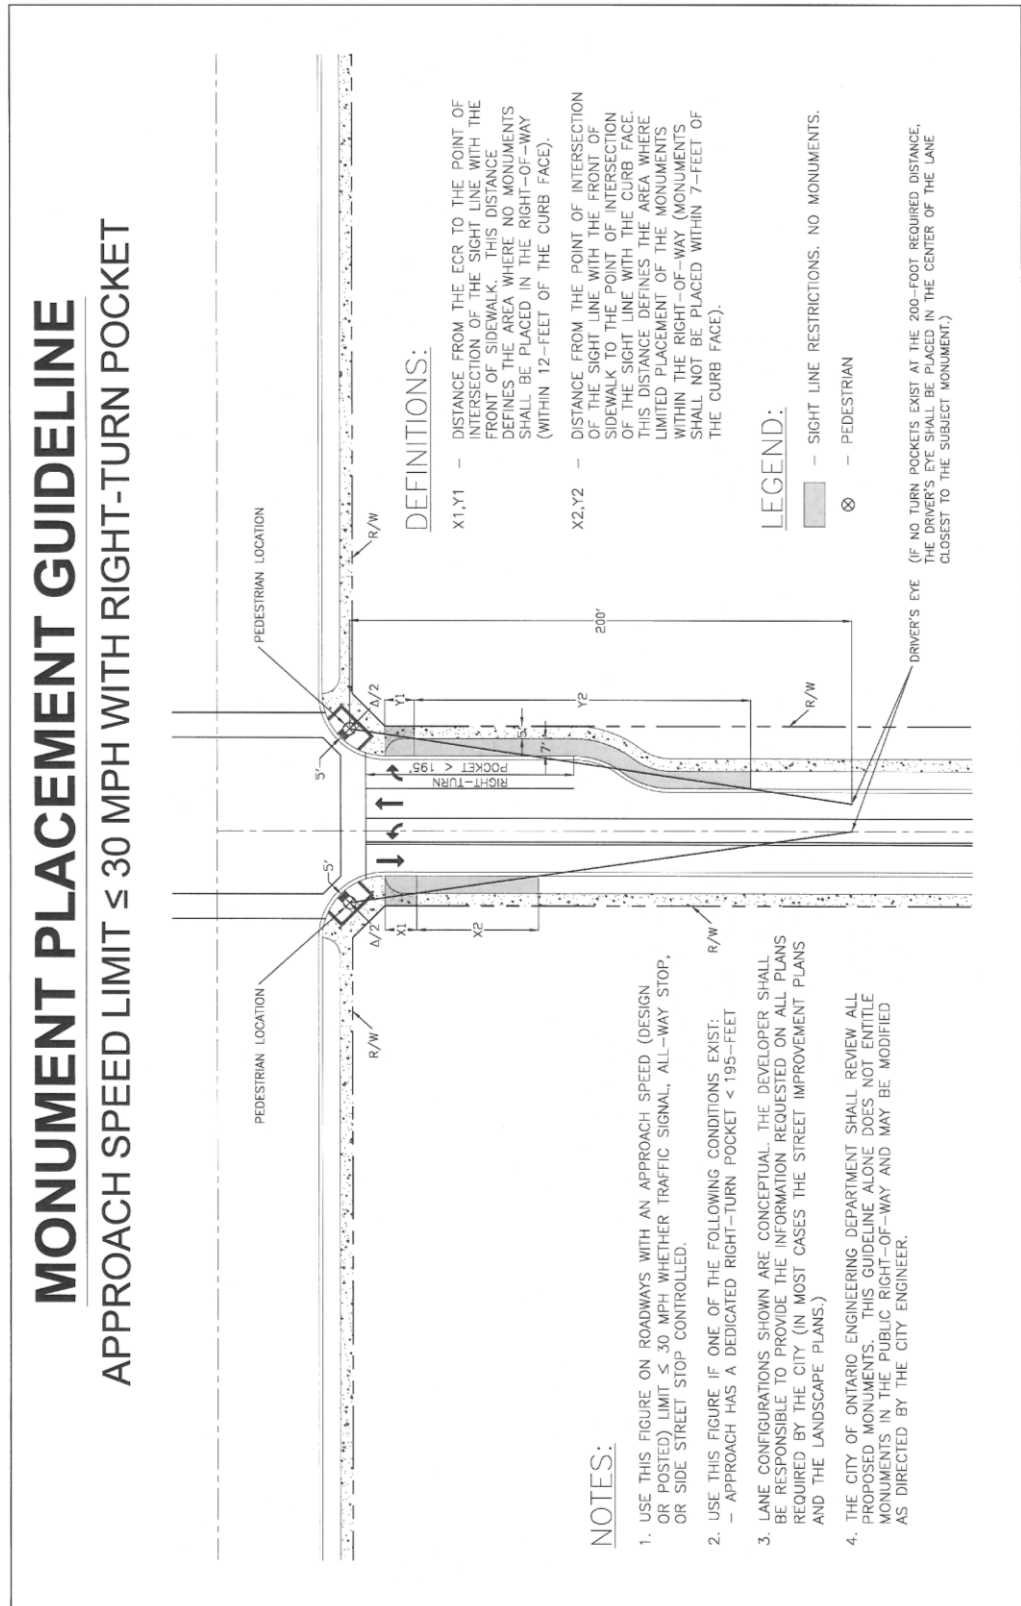 MONUMENT PLACEMENT GUIDELINE
APPROACH SPEED LIMIT ≤ 30 MPH WITH RIGHT-TURN POCKET
PEDESTRIAN LOCATION
PEDESTRIAN LOCATION
5'
5'
R/W
R/W
Δ/2
Δ/2
X1
X2
Y1
Y2
5'
7'
RIGHT-TURN
POCKET < 195'
200'
R/W
R/W
DRIVER'S EYE
(IF NO TURN POCKETS EXIST AT THE 200-FOOT REQUIRED DISTANCE,
THE DRIVER'S EYE SHALL BE PLACED IN THE CENTER OF THE LANE
CLOSEST TO THE SUBJECT MONUMENT.)
NOTES:
1. USE THIS FIGURE ON ROADWAYS WITH AN APPROACH SPEED (DESIGN
OR POSTED) LIMIT ≤ 30 MPH WHETHER TRAFFIC SIGNAL, ALL-WAY STOP,
OR SIDE STREET STOP CONTROLLED.
2. USE THIS FIGURE IF ONE OF THE FOLLOWING CONDITIONS EXIST:
- APPROACH HAS A DEDICATED RIGHT-TURN POCKET < 195-FEET
3. LANE CONFIGURATIONS SHOWN ARE CONCEPTUAL. THE DEVELOPER SHALL
BE RESPONSIBLE TO PROVIDE THE INFORMATION REQUESTED ON ALL PLANS
REQUIRED BY THE CITY (IN MOST CASES THE STREET IMPROVEMENT PLANS
AND THE LANDSCAPE PLANS.)
4. THE CITY OF ONTARIO ENGINEERING DEPARTMENT SHALL REVIEW ALL
PROPOSED MONUMENTS. THIS GUIDELINE ALONE DOES NOT ENTITLE
MONUMENTS IN THE PUBLIC RIGHT-OF-WAY AND MAY BE MODIFIED
AS DIRECTED BY THE CITY ENGINEER.
DEFINITIONS:
X1,Y1 - DISTANCE FROM THE ECR TO THE POINT OF
INTERSECTION OF THE SIGHT LINE WITH THE
FRONT OF SIDEWALK. THIS DISTANCE
DEFINES THE AREA WHERE NO MONUMENTS
SHALL BE PLACED IN THE RIGHT-OF-WAY
(WITHIN 12-FEET OF THE CURB FACE).
X2,Y2 - DISTANCE FROM THE POINT OF INTERSECTION
OF THE SIGHT LINE WITH THE FRONT OF
SIDEWALK TO THE POINT OF INTERSECTION
OF THE SIGHT LINE WITH THE CURB FACE.
THIS DISTANCE DEFINES THE AREA WHERE
LIMITED PLACEMENT OF THE MONUMENTS
WITHIN THE RIGHT-OF-WAY (MONUMENTS
SHALL NOT BE PLACED WITHIN 7-FEET OF
THE CURB FACE).
LEGEND:
- SIGHT LINE RESTRICTIONS. NO MONUMENTS.
- PEDESTRIAN